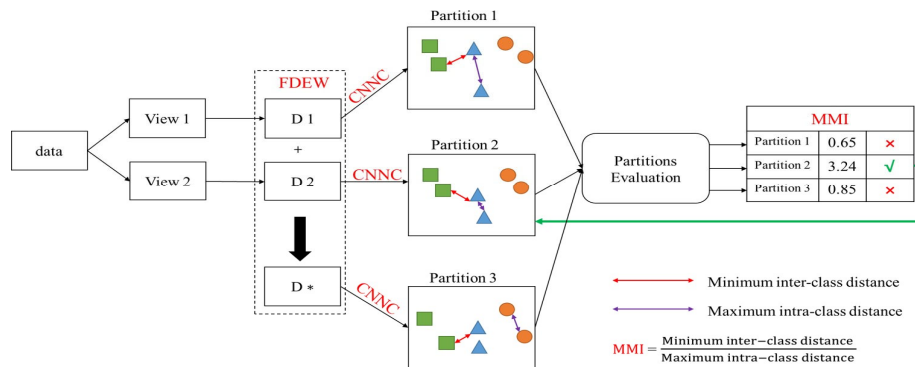 Partition 1
FDEW
CNNC
View 1
D 1
data
+
View 2
D 2
CNNC
Partition 2
D *
CNNC
Partition 3
Partitions
Evaluation
MMI
Partition 1 0.65 ×
Partition 2 3.24 √
Partition 3 0.85 ×
Minimum inter-class distance
Maximum intra-class distance
MMI = Minimum inter−class distance
Maximum intra−class distance